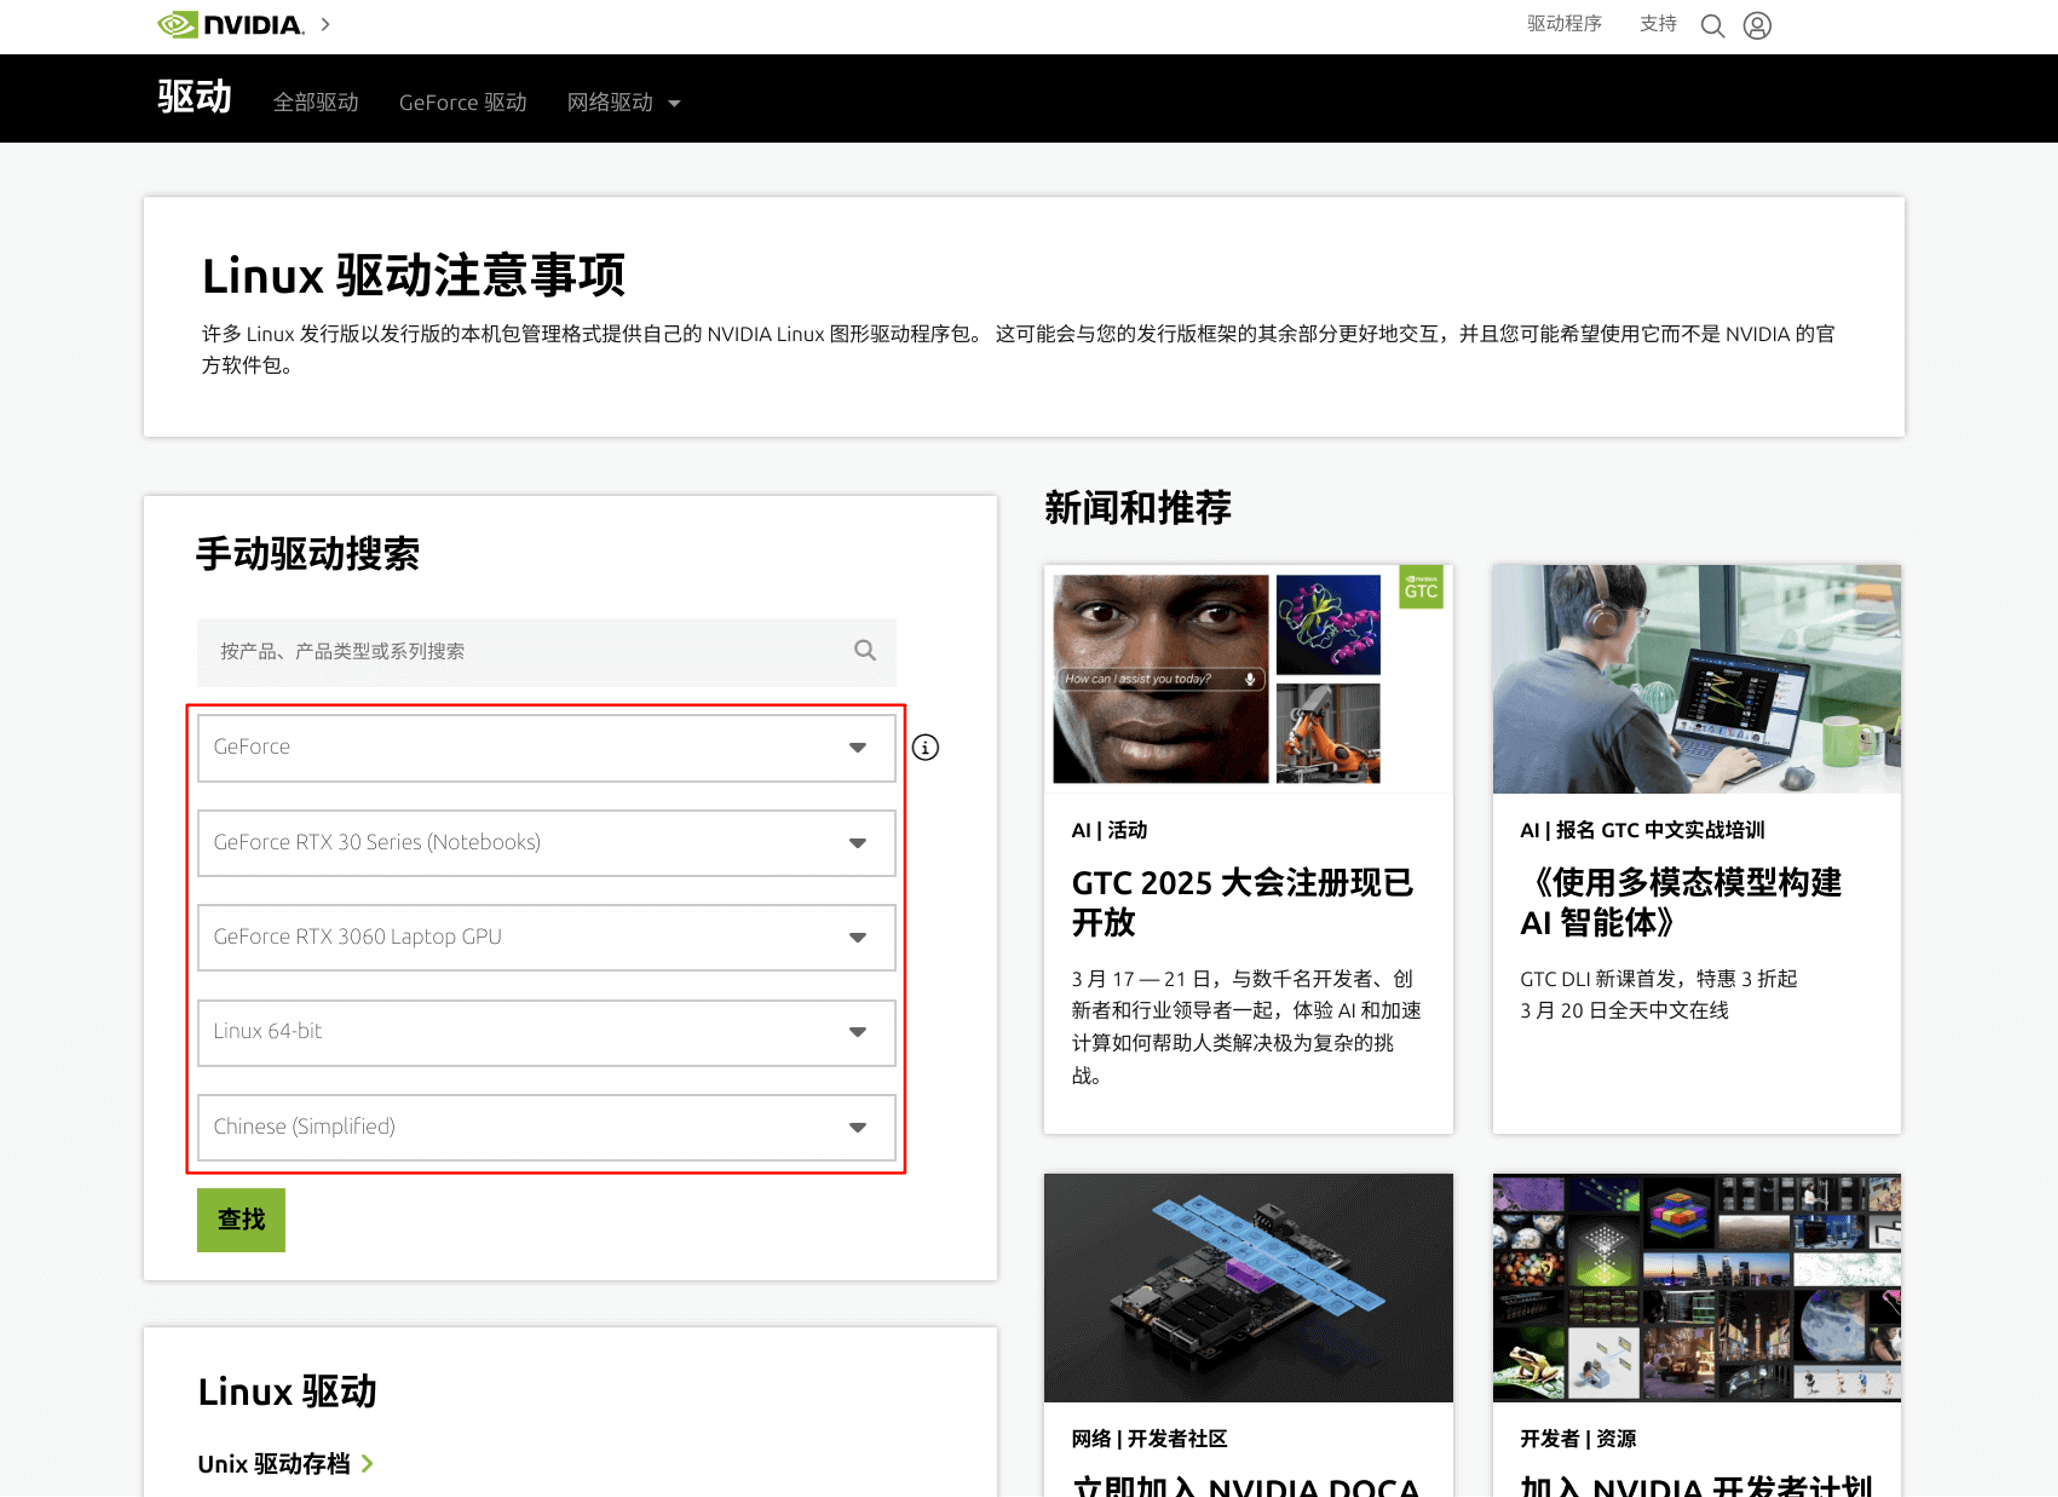 NVIDIA.
驱动程序
支持
驱动
全部驱动
GeForce 驱动
网络驱动
Linux 驱动注意事项
许多 Linux 发行版以发行版的本机包管理格式提供自己的 NVIDIA Linux 图形驱动程序包。 这可能会与您的发行版框架的其余部分更好地交互，并且您可能希望使用它而不是 NVIDIA 的官
方软件包。
手动驱动搜索
按产品、产品类型或系列搜索
GeForce
GeForce RTX 30 Series (Notebooks)
GeForce RTX 3060 Laptop GPU
Linux 64-bit
Chinese (Simplified)
查找
Linux 驱动
Unix 驱动存档
新闻和推荐
How can I assist you today?
NVIDIA
GTC
AI | 活动
GTC 2025 大会注册现已
开放
3 月 17 — 21 日，与数千名开发者、创
新者和行业领导者一起，体验 AI 和加速
计算如何帮助人类解决极为复杂的挑
战。
AI | 报名 GTC 中文实战培训
《使用多模态模型构建
AI 智能体》
GTC DLI 新课首发，特惠 3 折起
3 月 20 日全天中文在线
网络 | 开发者社区
立即加入 NVIDIA DOCA
开发者 | 资源
加入 NVIDIA 开发者计划